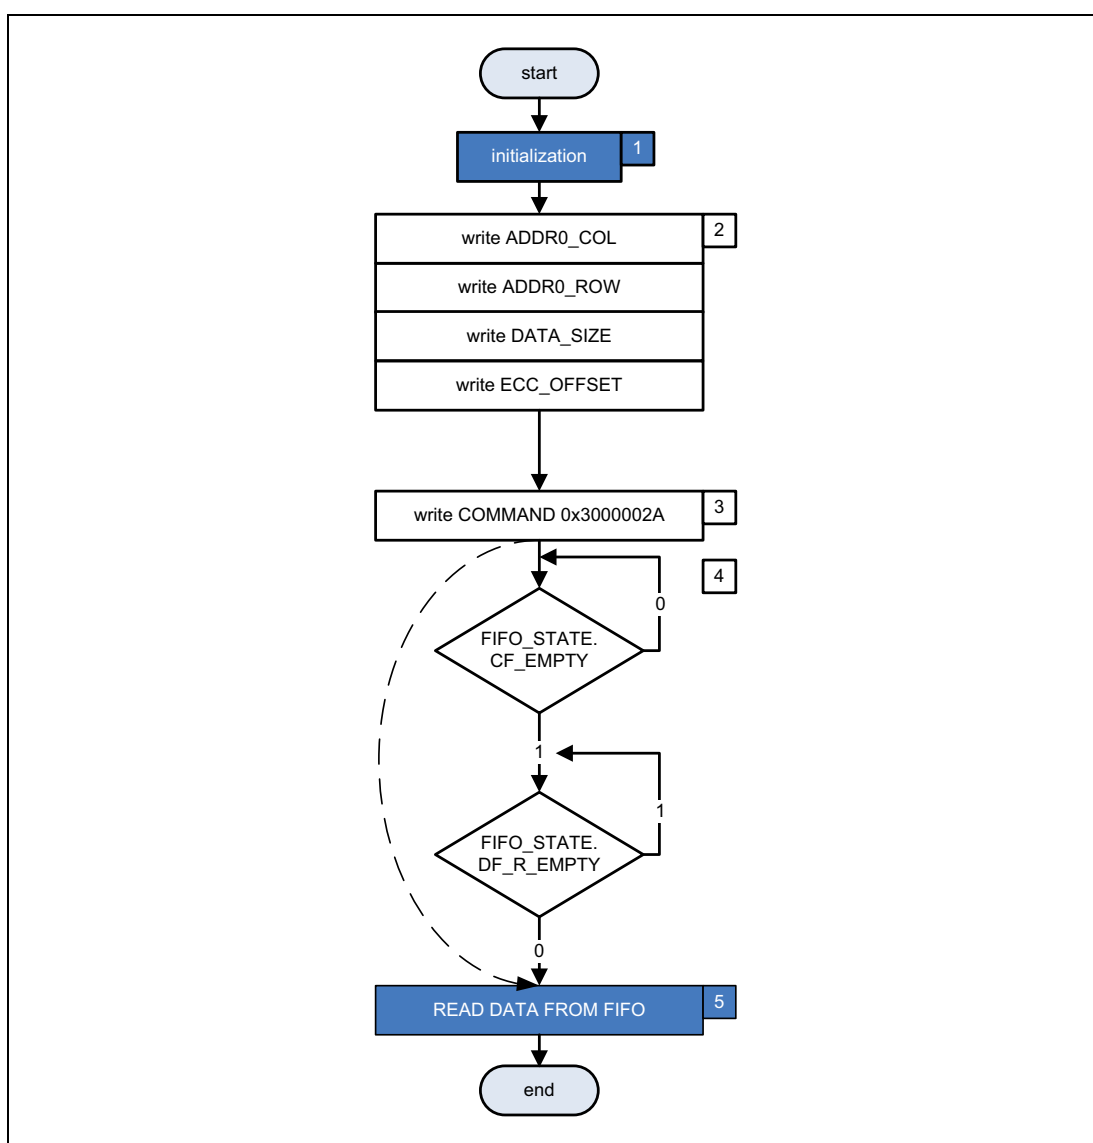 start
initialization
1
write ADDR0_COL
2
write ADDR0_ROW
write DATA_SIZE
write ECC_OFFSET
write COMMAND 0x3000002A
3
4
0
FIFO_STATE.
CF_EMPTY
1
1
FIFO_STATE.
DF_R_EMPTY
0
READ DATA FROM FIFO
5
end